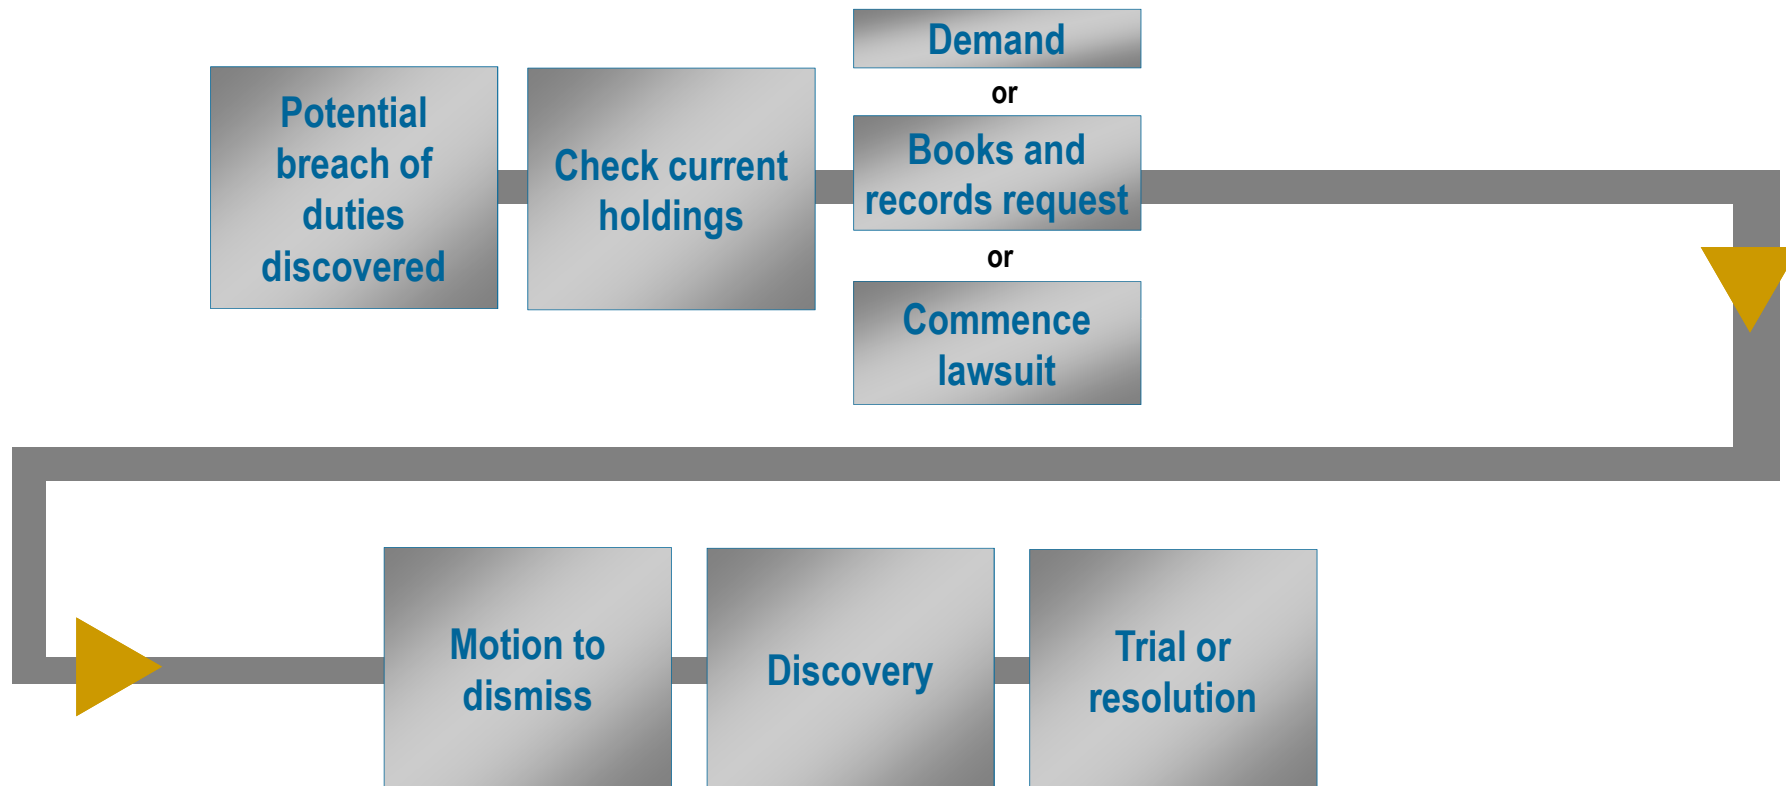 Potential
breach of
duties
discovered
Check current
holdings
Demand
or
Books and
records request
or
Commence
lawsuit
Motion to
dismiss
Discovery
Trial or
resolution